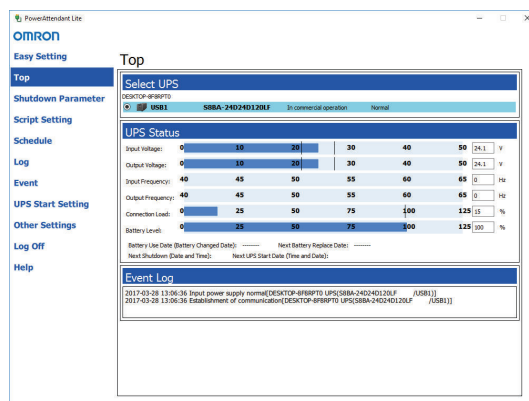 PowerAttendant Lite
OMRON
Easy Setting
Top
Shutdown Parameter
Script Setting
Schedule
Log
Event
UPS Start Setting
Other Settings
Log Off
Help
Top
Select UPS
DESKTOP-8F8RPT0
USB1 S8BA-24D24D120LF In commercial operation Normal
UPS Status
Input Voltage: 0 10 20 30 40 50 24.1 V
Output Voltage: 0 10 20 30 40 50 24.1 V
Input Frequency: 40 45 50 55 60 65 0 Hz
Output Frequency: 40 45 50 55 60 65 0 Hz
Connection Load: 0 25 50 75 100 125 15 %
Battery Level: 0 25 50 75 100 125 100 %
Battery Use Date (Battery Changed Date): -------- Next Battery Replace Date: --------
Next Shutdown (Date and Time): Next UPS Start Date (Time and Date):
Event Log
2017-03-28 13:06:36 Input power supply normal[DESKTOP-8F8RPT0 UPS(S8BA-24D24D120LF /USB1)]
2017-03-28 13:06:36 Establishment of communication[DESKTOP-8F8RPT0 UPS(S8BA-24D24D120LF /USB1)]